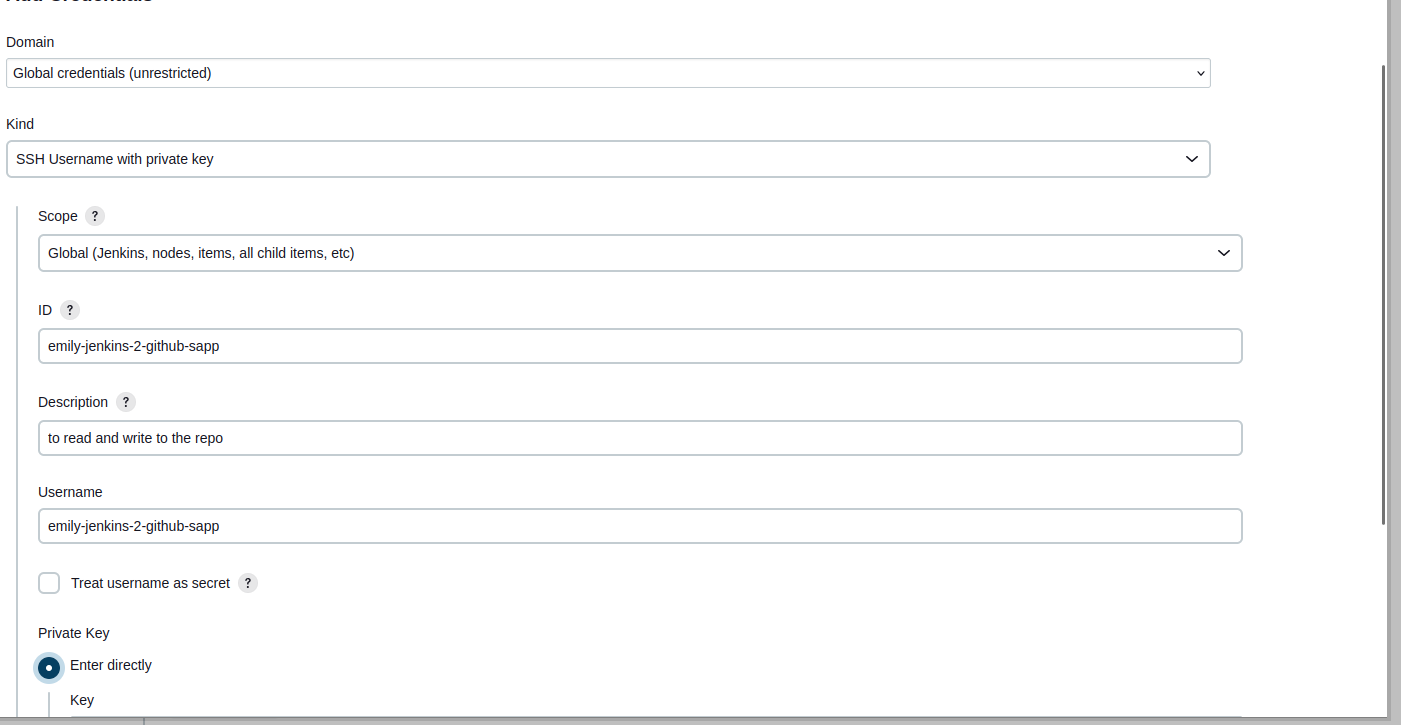 Domain
Global credentials (unrestricted)
Kind
SSH Username with private key
Scope ?
Global (Jenkins, nodes, items, all child items, etc)
ID ?
emily-jenkins-2-github-sapp
Description ?
to read and write to the repo
Username
emily-jenkins-2-github-sapp
Treat username as secret ?
Private Key
Enter directly
Key